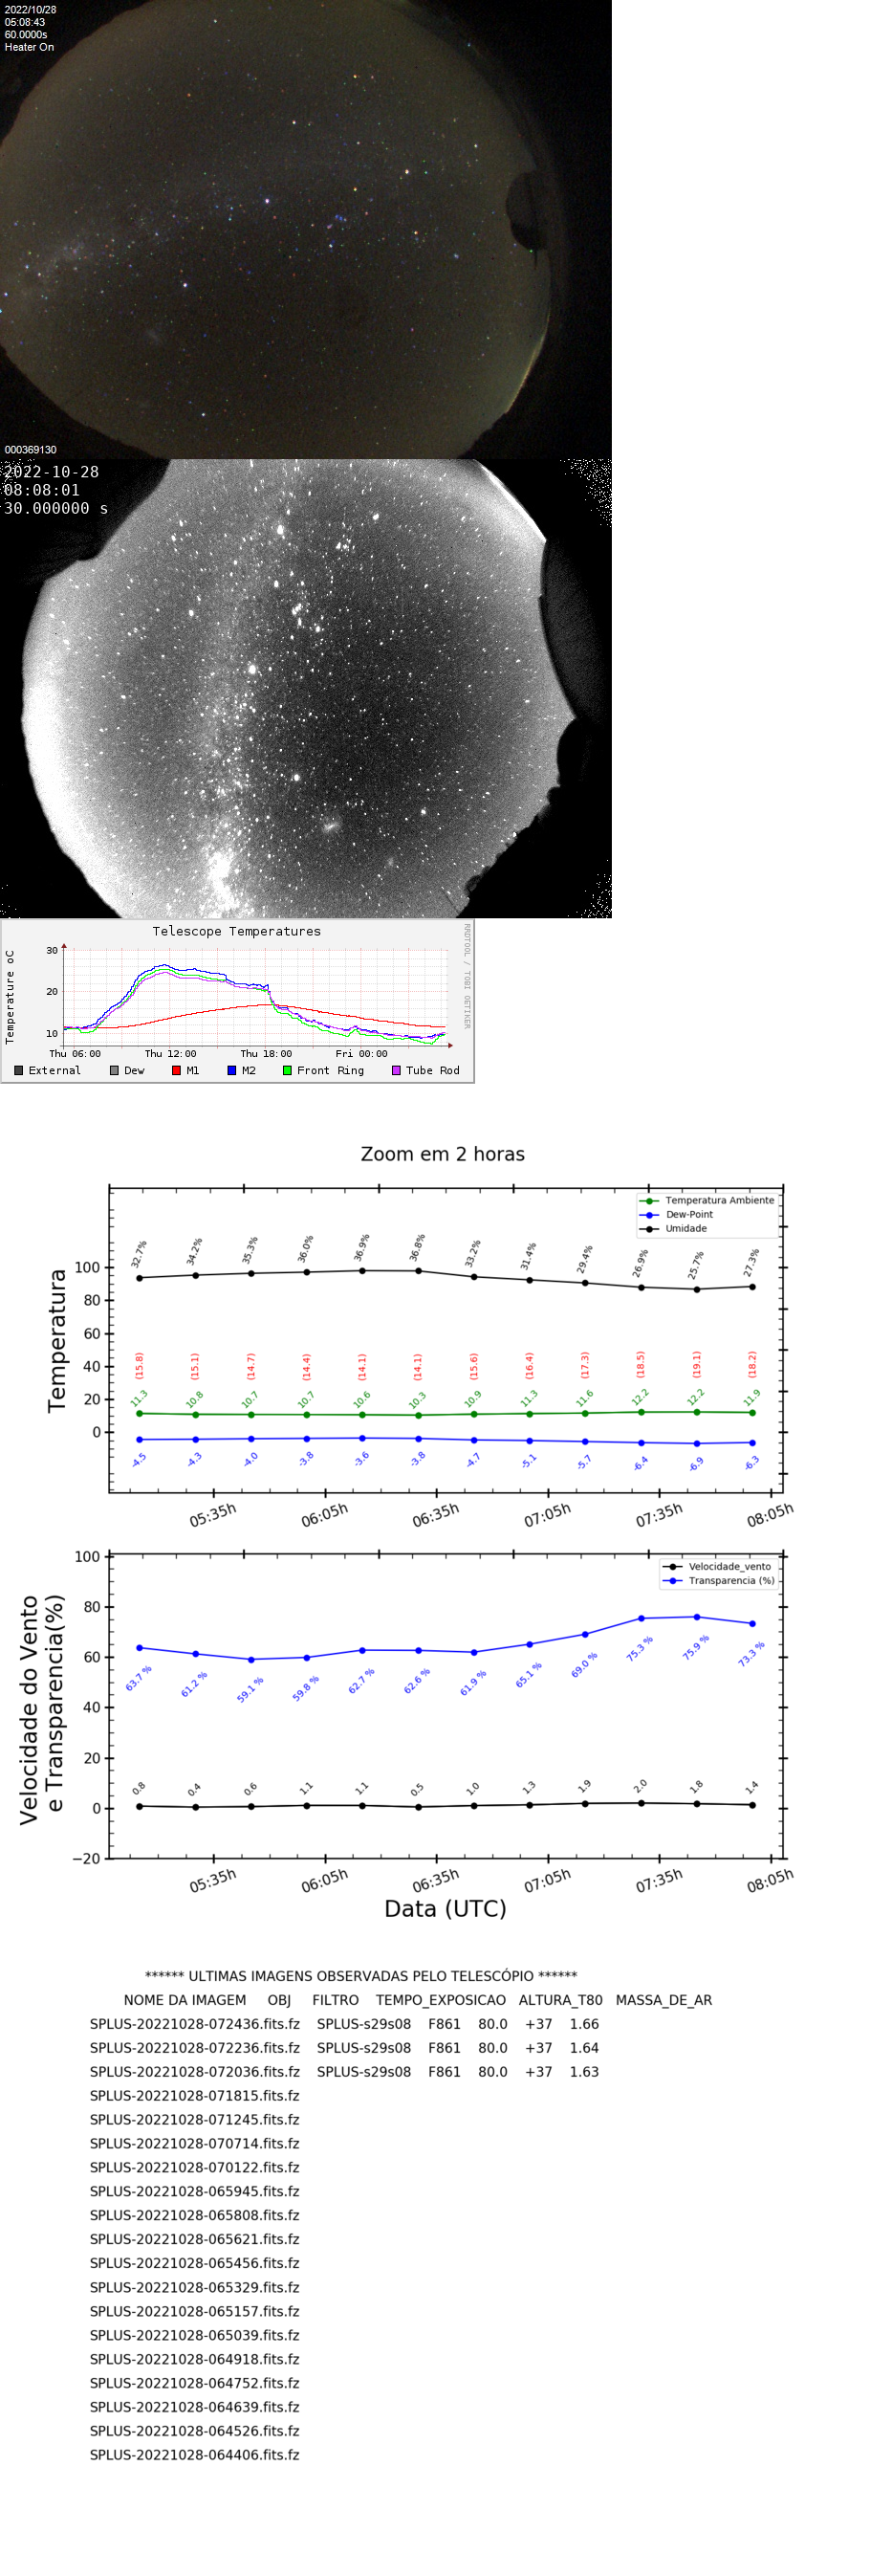 2022/10/28
05:08:43
60.0000s
Heater On
000369130
2022-10-28
08:08:01
30.000000 s
Telescope Temperatures
RRDTOOL / TOBI OETIKER
Temperature oC
30
20
10
Thu 06:00 Thu 12:00 Thu 18:00 Fri 00:00
External Dew M1 M2 Front Ring Tube Rod
Zoom em 2 horas
Temperatura Ambiente
Dew-Point
Umidade
Temperatura
100
80
60
40
20
0
32.7% 34.2% 35.3% 36.0% 36.9% 36.8% 33.2% 31.4% 29.4% 26.9% 25.7% 27.3%
(15.8) (15.1) (14.7) (14.4) (14.1) (14.1) (15.6) (16.4) (17.3) (18.5) (19.1) (18.2)
11.3 10.8 10.7 10.7 10.6 10.3 10.9 11.3 11.6 12.2 12.2 11.9
-4.5 -4.3 -4.0 -3.8 -3.6 -3.8 -4.7 -5.1 -5.7 -6.4 -6.9 -6.3
05:35h 06:05h 06:35h 07:05h 07:35h 08:05h
Velocidade_vento
Transparencia (%)
Velocidade do Vento
e Transparencia(%)
100
80
60
40
20
0
−20
63.7 % 61.2 % 59.1 % 59.8 % 62.7 % 62.6 % 61.9 % 65.1 % 69.0 % 75.3 % 75.9 % 73.3 %
0.8 0.4 0.6 1.1 1.1 0.5 1.0 1.3 1.9 2.0 1.8 1.4
05:35h 06:05h 06:35h 07:05h 07:35h 08:05h
Data (UTC)
****** ULTIMAS IMAGENS OBSERVADAS PELO TELESCÓPIO ******
NOME DA IMAGEM OBJ FILTRO TEMPO_EXPOSICAO ALTURA_T80 MASSA_DE_AR
SPLUS-20221028-072436.fits.fz SPLUS-s29s08 F861 80.0 +37 1.66
SPLUS-20221028-072236.fits.fz SPLUS-s29s08 F861 80.0 +37 1.64
SPLUS-20221028-072036.fits.fz SPLUS-s29s08 F861 80.0 +37 1.63
SPLUS-20221028-071815.fits.fz
SPLUS-20221028-071245.fits.fz
SPLUS-20221028-070714.fits.fz
SPLUS-20221028-070122.fits.fz
SPLUS-20221028-065945.fits.fz
SPLUS-20221028-065808.fits.fz
SPLUS-20221028-065621.fits.fz
SPLUS-20221028-065456.fits.fz
SPLUS-20221028-065329.fits.fz
SPLUS-20221028-065157.fits.fz
SPLUS-20221028-065039.fits.fz
SPLUS-20221028-064918.fits.fz
SPLUS-20221028-064752.fits.fz
SPLUS-20221028-064639.fits.fz
SPLUS-20221028-064526.fits.fz
SPLUS-20221028-064406.fits.fz